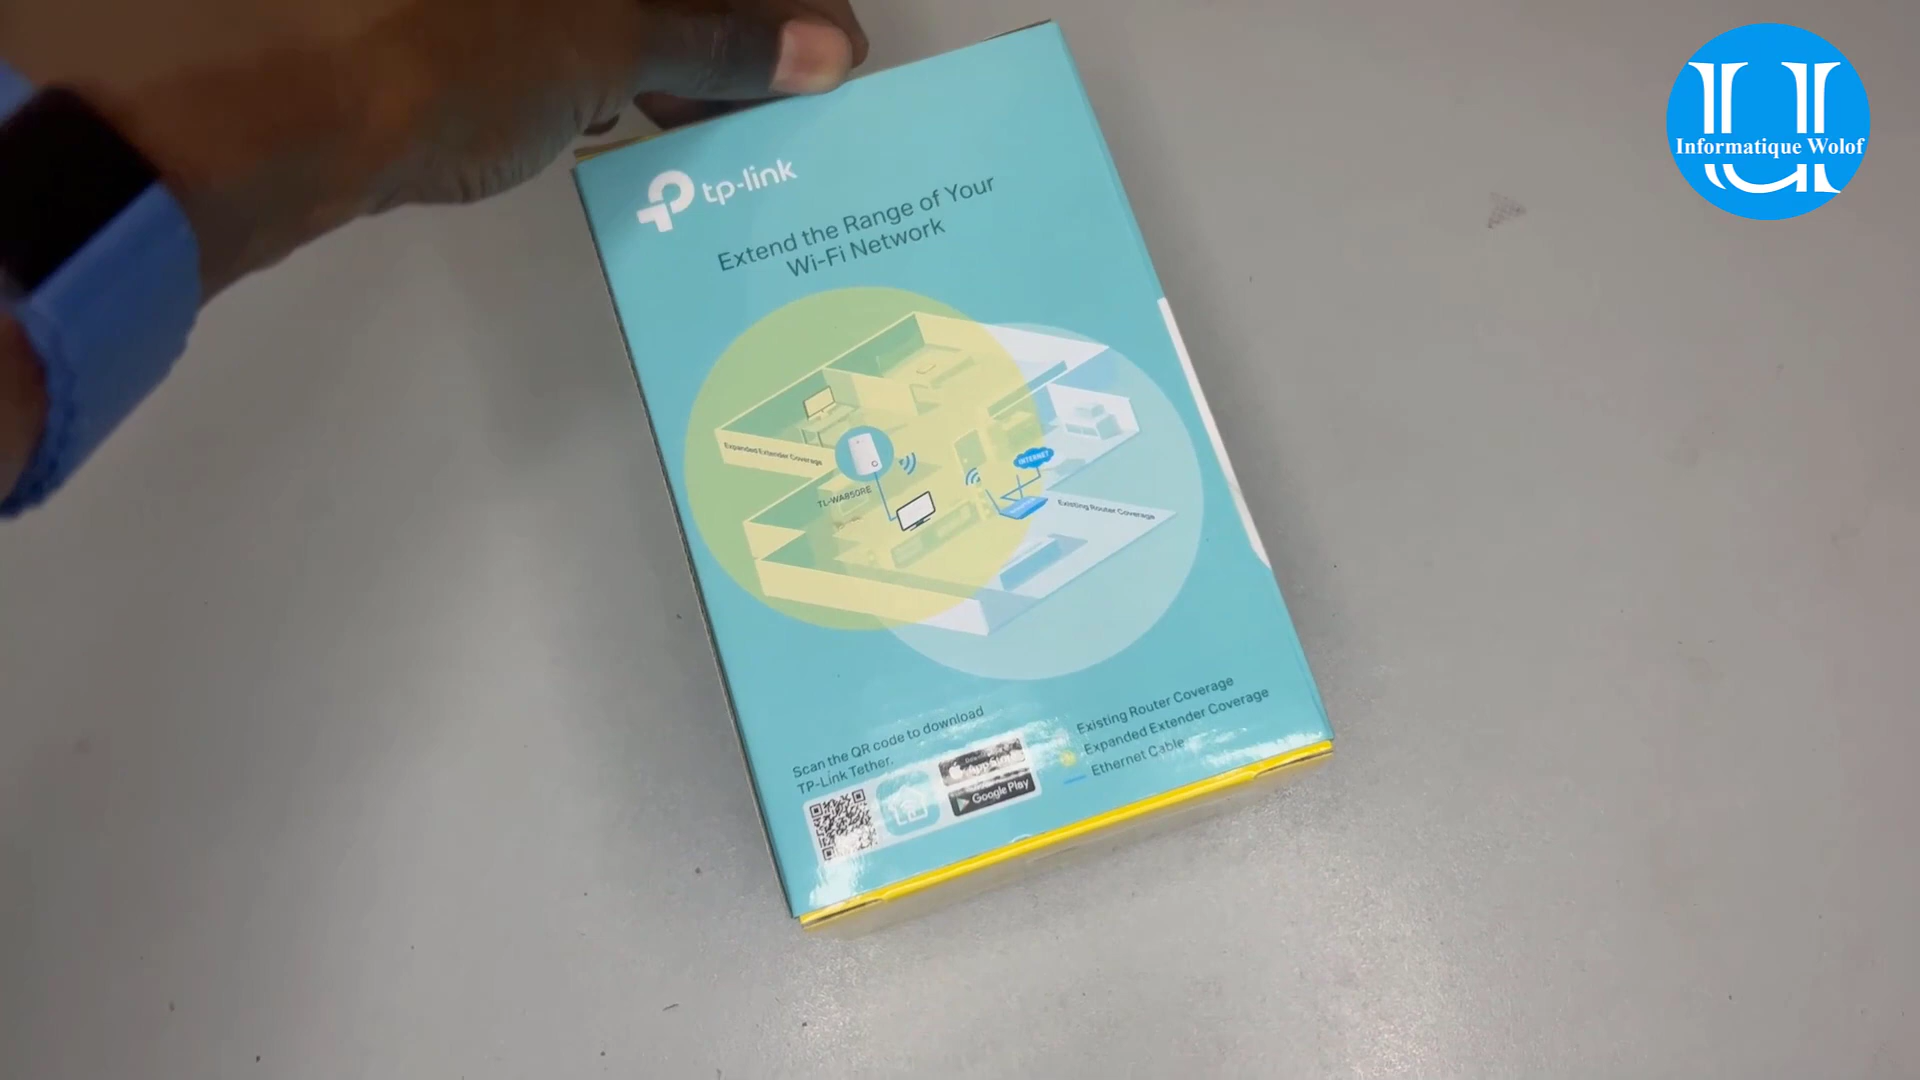 Informatique Wolof
tp-link
Extend the Range of Your
Wi-Fi Network
Expanded Extender Coverage
TL-WA850RE
INTERNET
Existing Router Coverage
Scan the QR code to download
TP-Link Tether.
App Store
Google Play
Existing Router Coverage
Expanded Extender Coverage
Ethernet Cable